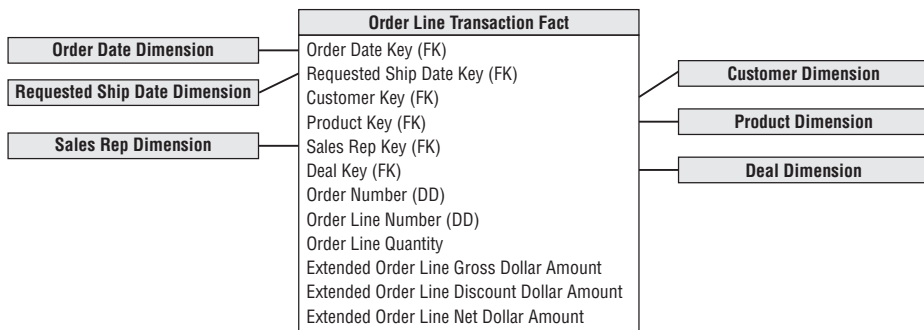 Order Line Transaction Fact
Order Date Key (FK)
Requested Ship Date Key (FK)
Customer Key (FK)
Product Key (FK)
Sales Rep Key (FK)
Deal Key (FK)
Order Number (DD)
Order Line Number (DD)
Order Line Quantity
Extended Order Line Gross Dollar Amount
Extended Order Line Discount Dollar Amount
Extended Order Line Net Dollar Amount
Order Date Dimension
Requested Ship Date Dimension
Sales Rep Dimension
Customer Dimension
Product Dimension
Deal Dimension